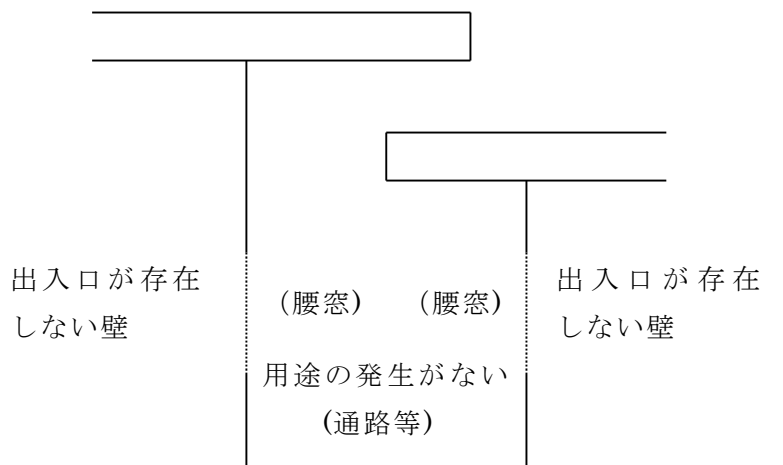 出入口が存在
しない壁
(腰窓)
(腰窓)
用途の発生がない
(通路等)
出入口が存在
しない壁